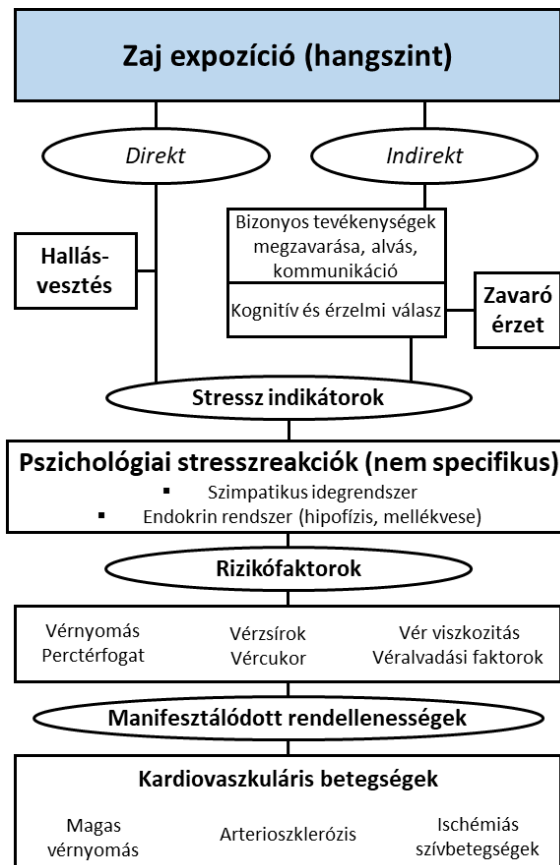 Zaj expozíció (hangszint)
Direkt
Indirekt
Hallás-
vesztés
Bizonyos tevékenységek
megzavarása, alvás,
kommunikáció
Kognitív és érzelmi válasz
Zavaró
érzet
Stressz indikátorok
Pszichológiai stresszreakciók (nem specifikus)
▪ Szimpatikus idegrendszer
▪ Endokrin rendszer (hipofízis, mellékvese)
Rizikófaktorok
Vérnyomás
Perctérfogat
Vérzsírok
Vércukor
Vér viszkozitás
Véralvadási faktorok
Manifesztálódott rendellenességek
Kardiovaszkuláris betegségek
Magas
vérnyomás
Arterioszklerózis
Ischémiás
szívbetegségek